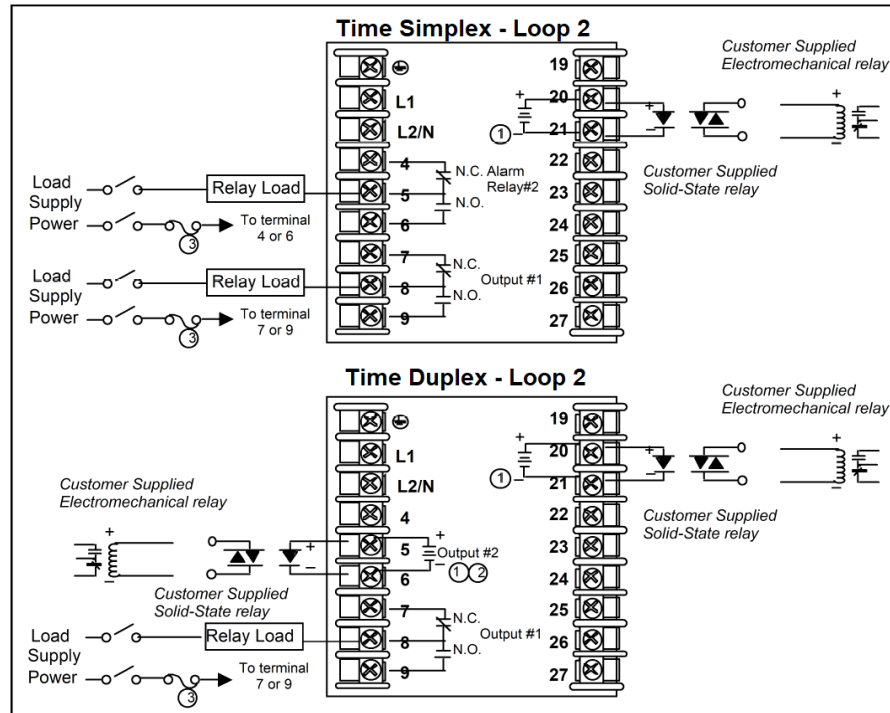 Time Simplex - Loop 2
Customer Supplied
Electromechanical relay
L1
L2/N
4
5
6
7
8
9
19
20
21
22
23
24
25
26
27
+
1 -
+
-
+
-
Customer Supplied
Solid-State relay
N.C. Alarm
Relay#2
N.O.
N.C.
Output #1
N.O.
Load
Supply
Power
Relay Load
3
To terminal
4 or 6
Load
Supply
Power
Relay Load
3
To terminal
7 or 9
Time Duplex - Loop 2
Customer Supplied
Electromechanical relay
L1
L2/N
4
5
6
7
8
9
19
20
21
22
23
24
25
26
27
+
1 -
+
-
+
-
Customer Supplied
Solid-State relay
Customer Supplied
Electromechanical relay
+
-
+
-
Customer Supplied
Solid-State relay
+
Output #2
-
1 2
N.C.
Output #1
N.O.
Load
Supply
Power
Relay Load
3
To terminal
7 or 9